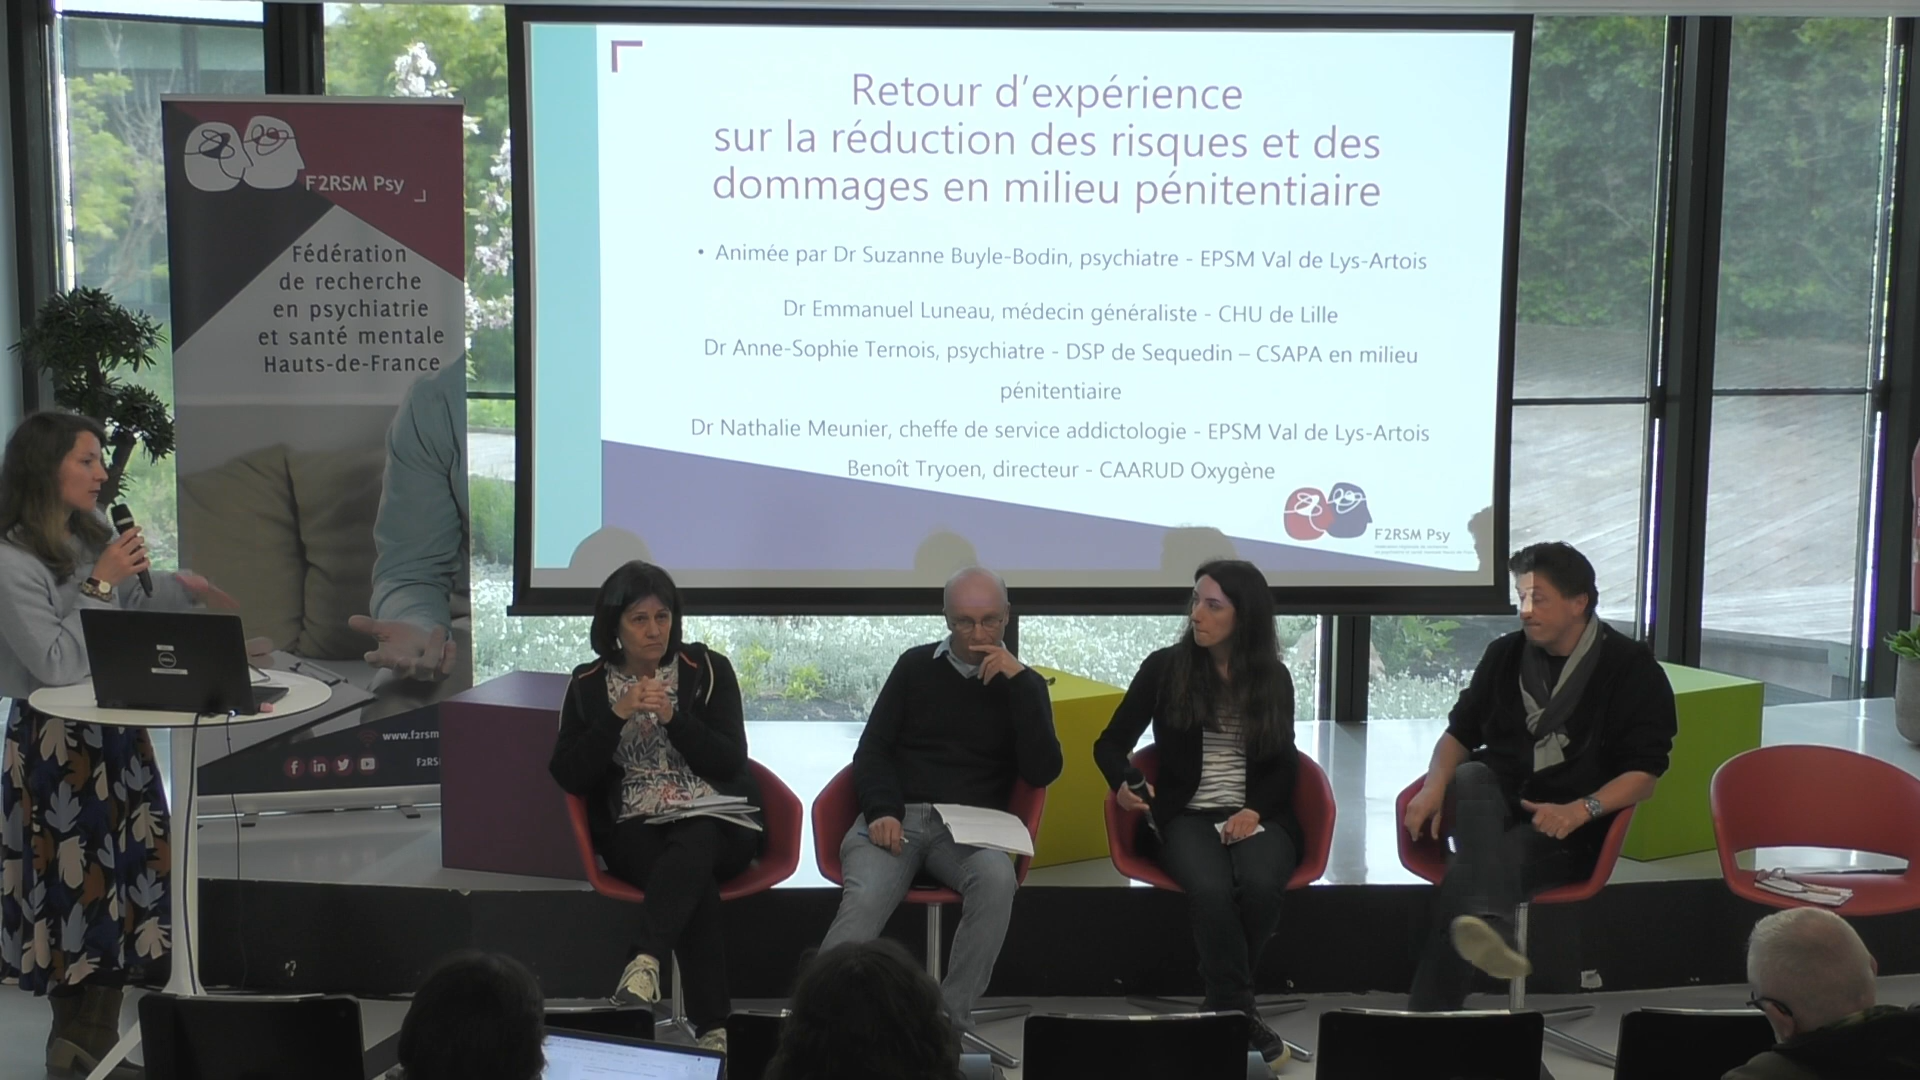 F2RSM Psy
Fédération
de recherche
en psychiatrie
et santé mentale
Hauts-de-France
www.f2rsm
F2RS
Retour d'expérience
sur la réduction des risques et des
dommages en milieu pénitentiaire
• Animée par Dr Suzanne Buyle-Bodin, psychiatre - EPSM Val de Lys-Artois
Dr Emmanuel Luneau, médecin généraliste - CHU de Lille
Dr Anne-Sophie Ternois, psychiatre - DSP de Sequedin – CSAPA en milieu
pénitentiaire
Dr Nathalie Meunier, cheffe de service addictologie - EPSM Val de Lys-Artois
Benoît Tryoen, directeur - CAARUD Oxygène
F2RSM Psy
DELL